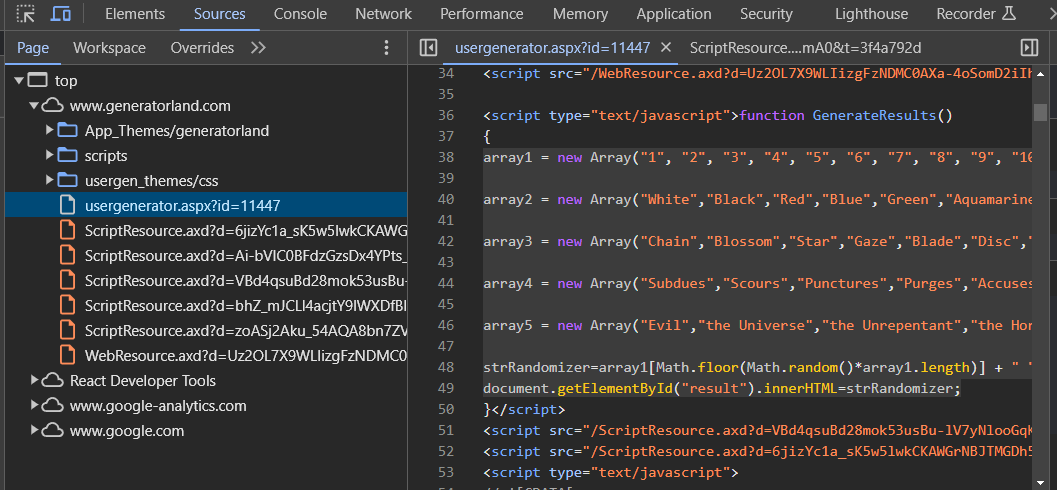 Elements Sources Console Network Performance Memory Application Security Lighthouse Recorder
Page Workspace Overrides
usergenerator.aspx?id=11447 × ScriptResource....mA0&t=3f4a792d
top
www.generatorland.com
App_Themes/generatorland
scripts
usergen_themes/css
usergenerator.aspx?id=11447
ScriptResource.axd?d=6jizYc1a_sK5w5lwkCKAWG
ScriptResource.axd?d=Ai-bVIC0BFdzGzsDx4YPts_
ScriptResource.axd?d=VBd4qsuBd28mok53usBu-
ScriptResource.axd?d=bhZ_mJCLl4acjtY9lWXDfBI
ScriptResource.axd?d=zoASj2Aku_54AQA8bn7ZV
WebResource.axd?d=Uz2OL7X9WLIizgFzNDMC0
React Developer Tools
www.google-analytics.com
www.google.com
34 <script src="/WebResource.axd?d=Uz2OL7X9WLIizgFzNDMC0AXa-4oSomD2iIh
35
36 <script type="text/javascript">function GenerateResults()
37 {
38 array1 = new Array("1", "2", "3", "4", "5", "6", "7", "8", "9", "10
39
40 array2 = new Array("White","Black","Red","Blue","Green","Aquamarine
41
42 array3 = new Array("Chain","Blossom","Star","Gaze","Blade","Disc","
43
44 array4 = new Array("Subdues","Scours","Punctures","Purges","Accuses
45
46 array5 = new Array("Evil","the Universe","the Unrepentant","the Hor
47
48 strRandomizer=array1[Math.floor(Math.random()*array1.length)] + " "
49 document.getElementById("result").innerHTML=strRandomizer;
50 }</script>
51 <script src="/ScriptResource.axd?d=VBd4qsuBd28mok53usBu-lV7yNlooGqK
52 <script src="/ScriptResource.axd?d=6jizYc1a_sK5w5lwkCKAWGrNBJTMGDh5
53 <script type="text/javascript">